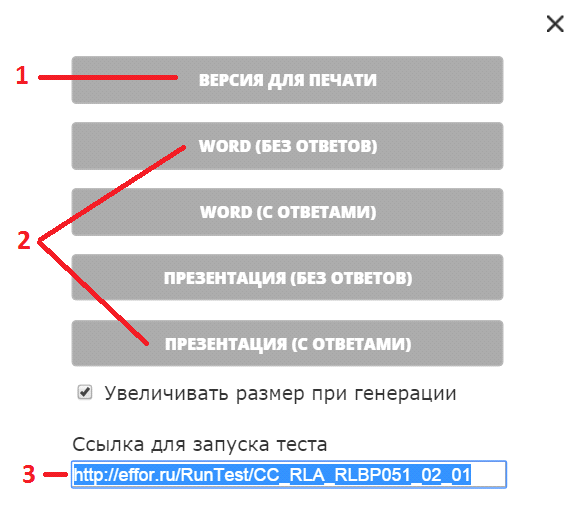 1
ВЕРСИЯ ДЛЯ ПЕЧАТИ
WORD (БЕЗ ОТВЕТОВ)
WORD (С ОТВЕТАМИ)
2
ПРЕЗЕНТАЦИЯ (БЕЗ ОТВЕТОВ)
ПРЕЗЕНТАЦИЯ (С ОТВЕТАМИ)
Увеличивать размер при генерации
Ссылка для запуска теста
3
http://effor.ru/RunTest/CC_RLA_RLBP051_02_01